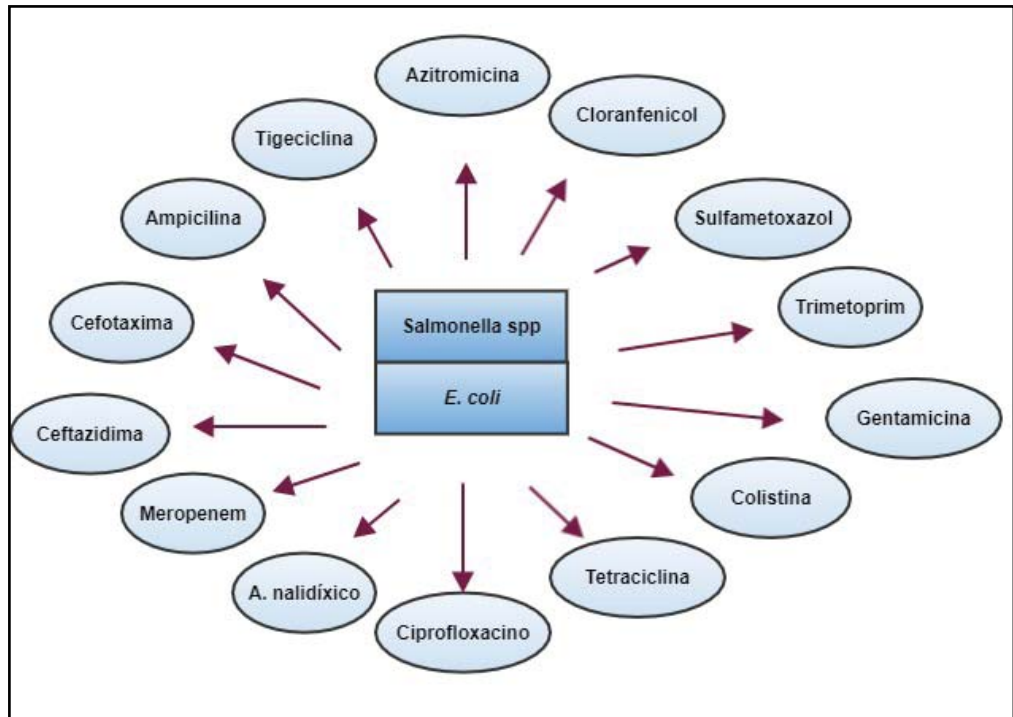 Azitromicina
Cloranfenicol
Tigeciclina
Ampicilina
Sulfametoxazol
Cefotaxima
Salmonella spp
Trimetoprim
E. coli
Ceftazidima
Gentamicina
Meropenem
Colistina
A. nalidíxico
Tetraciclina
Ciprofloxacino